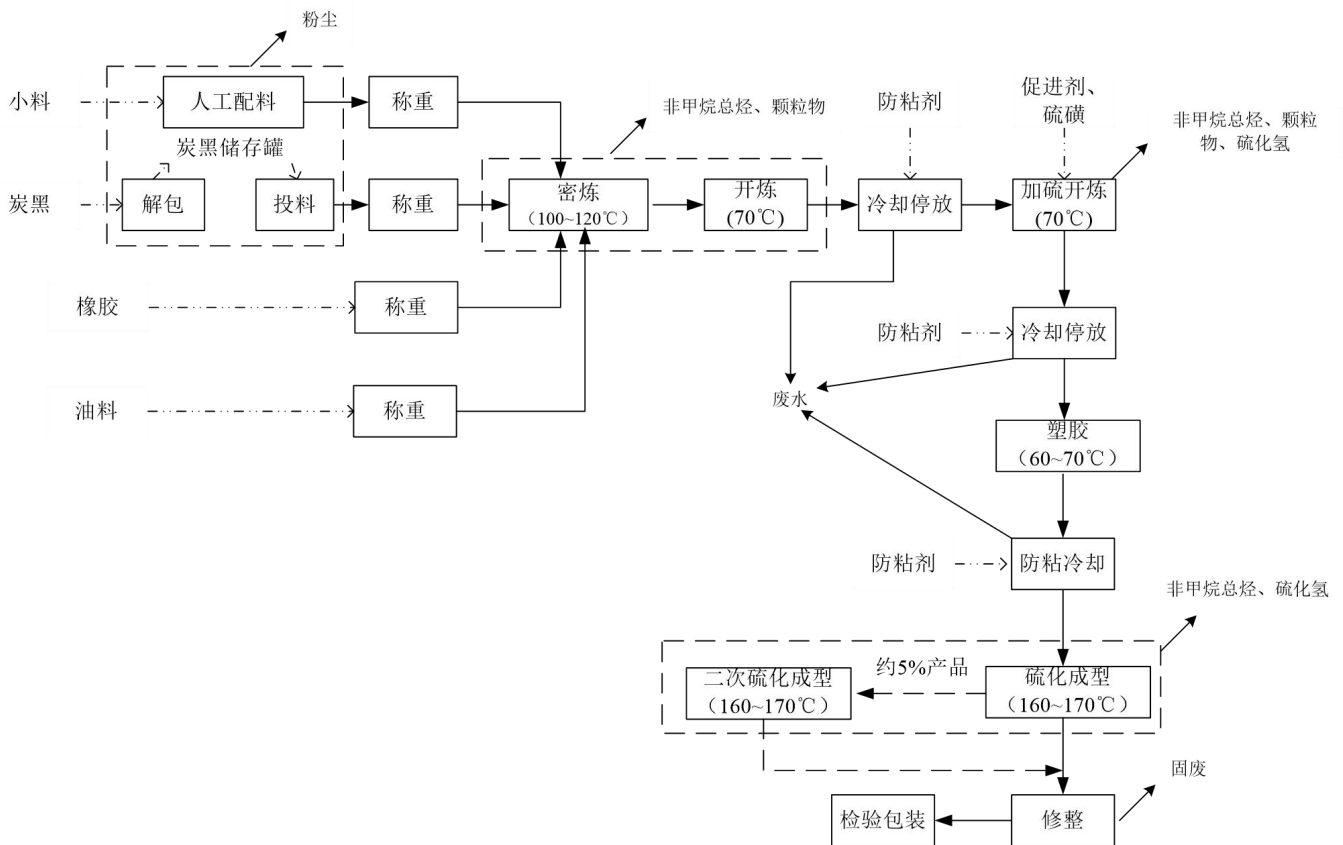 粉尘
小料
人工配料
称重
非甲烷总烃、颗粒物
防粘剂
促进剂、
硫磺
非甲烷总烃、颗粒
物、硫化氢
炭黑储存罐
炭黑
解包
投料
称重
密炼
（100~120℃）
开炼
(70℃)
冷却停放
加硫开炼
(70℃)
橡胶
称重
防粘剂
冷却停放
油料
称重
废水
塑胶
（60~70℃）
防粘剂
防粘冷却
非甲烷总烃、硫化氢
约5%产品
二次硫化成型
（160~170℃）
硫化成型
（160~170℃）
固废
检验包装
修整